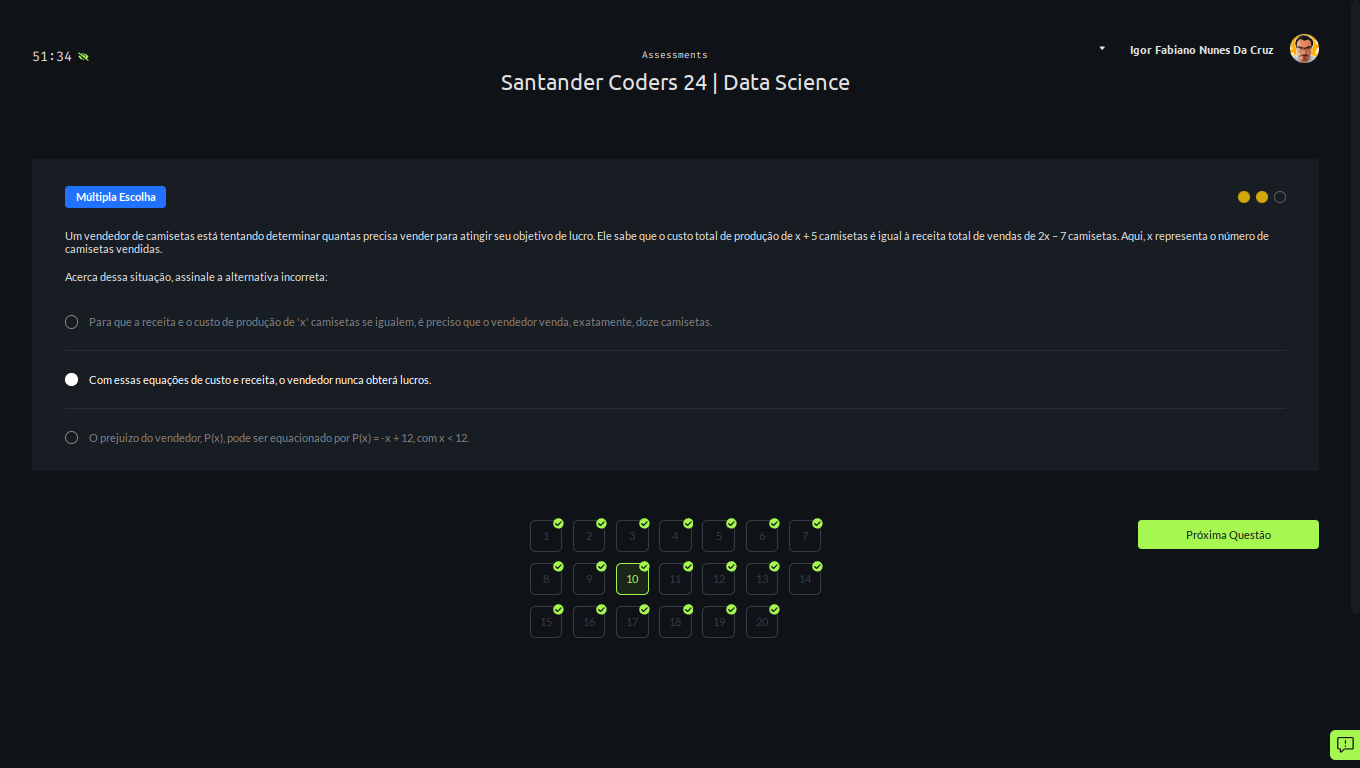 51:34
Assessments
Santander Coders 24 | Data Science
Igor Fabiano Nunes Da Cruz
Múltipla Escolha
Um vendedor de camisetas está tentando determinar quantas precisa vender para atingir seu objetivo de lucro. Ele sabe que o custo total de produção de x + 5 camisetas é igual à receita total de vendas de 2x – 7 camisetas. Aqui, x representa o número de
camisetas vendidas.
Acerca dessa situação, assinale a alternativa incorreta:
Para que a receita e o custo de produção de 'x' camisetas se igualem, é preciso que o vendedor venda, exatamente, doze camisetas.
Com essas equações de custo e receita, o vendedor nunca obterá lucros.
O prejuizo do vendedor, P(x), pode ser equacionado por P(x) = -x + 12, com x < 12.
1 2 3 4 5 6 7
8 9 10 11 12 13 14
15 16 17 18 19 20
Próxima Questão